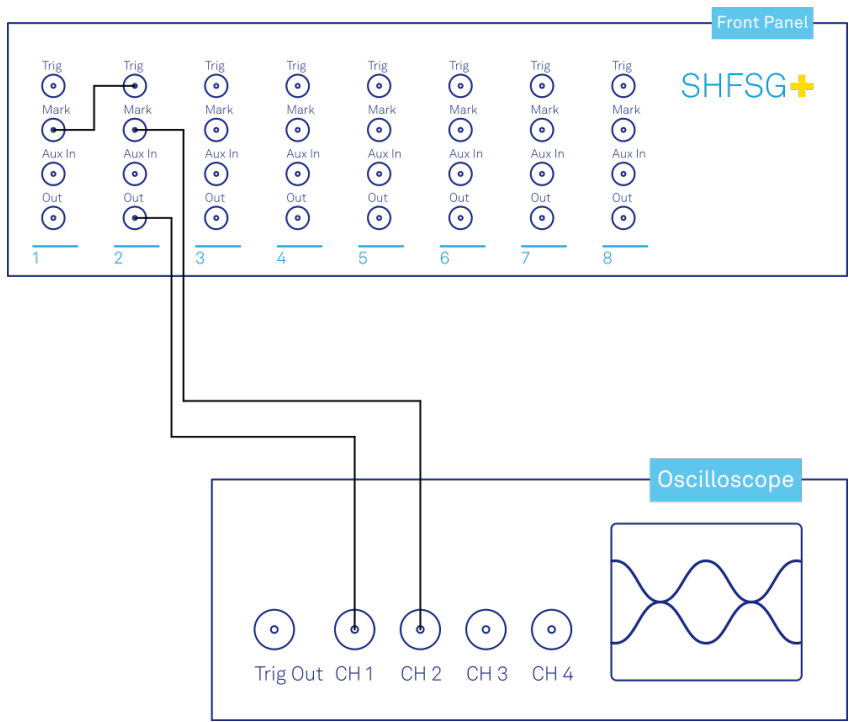 Front Panel
SHFSG+
Trig Trig Trig Trig Trig Trig Trig Trig
Mark Mark Mark Mark Mark Mark Mark Mark
Aux In Aux In Aux In Aux In Aux In Aux In Aux In Aux In
Out Out Out Out Out Out Out Out
1 2 3 4 5 6 7 8
Oscilloscope
Trig Out CH 1 CH 2 CH 3 CH 4